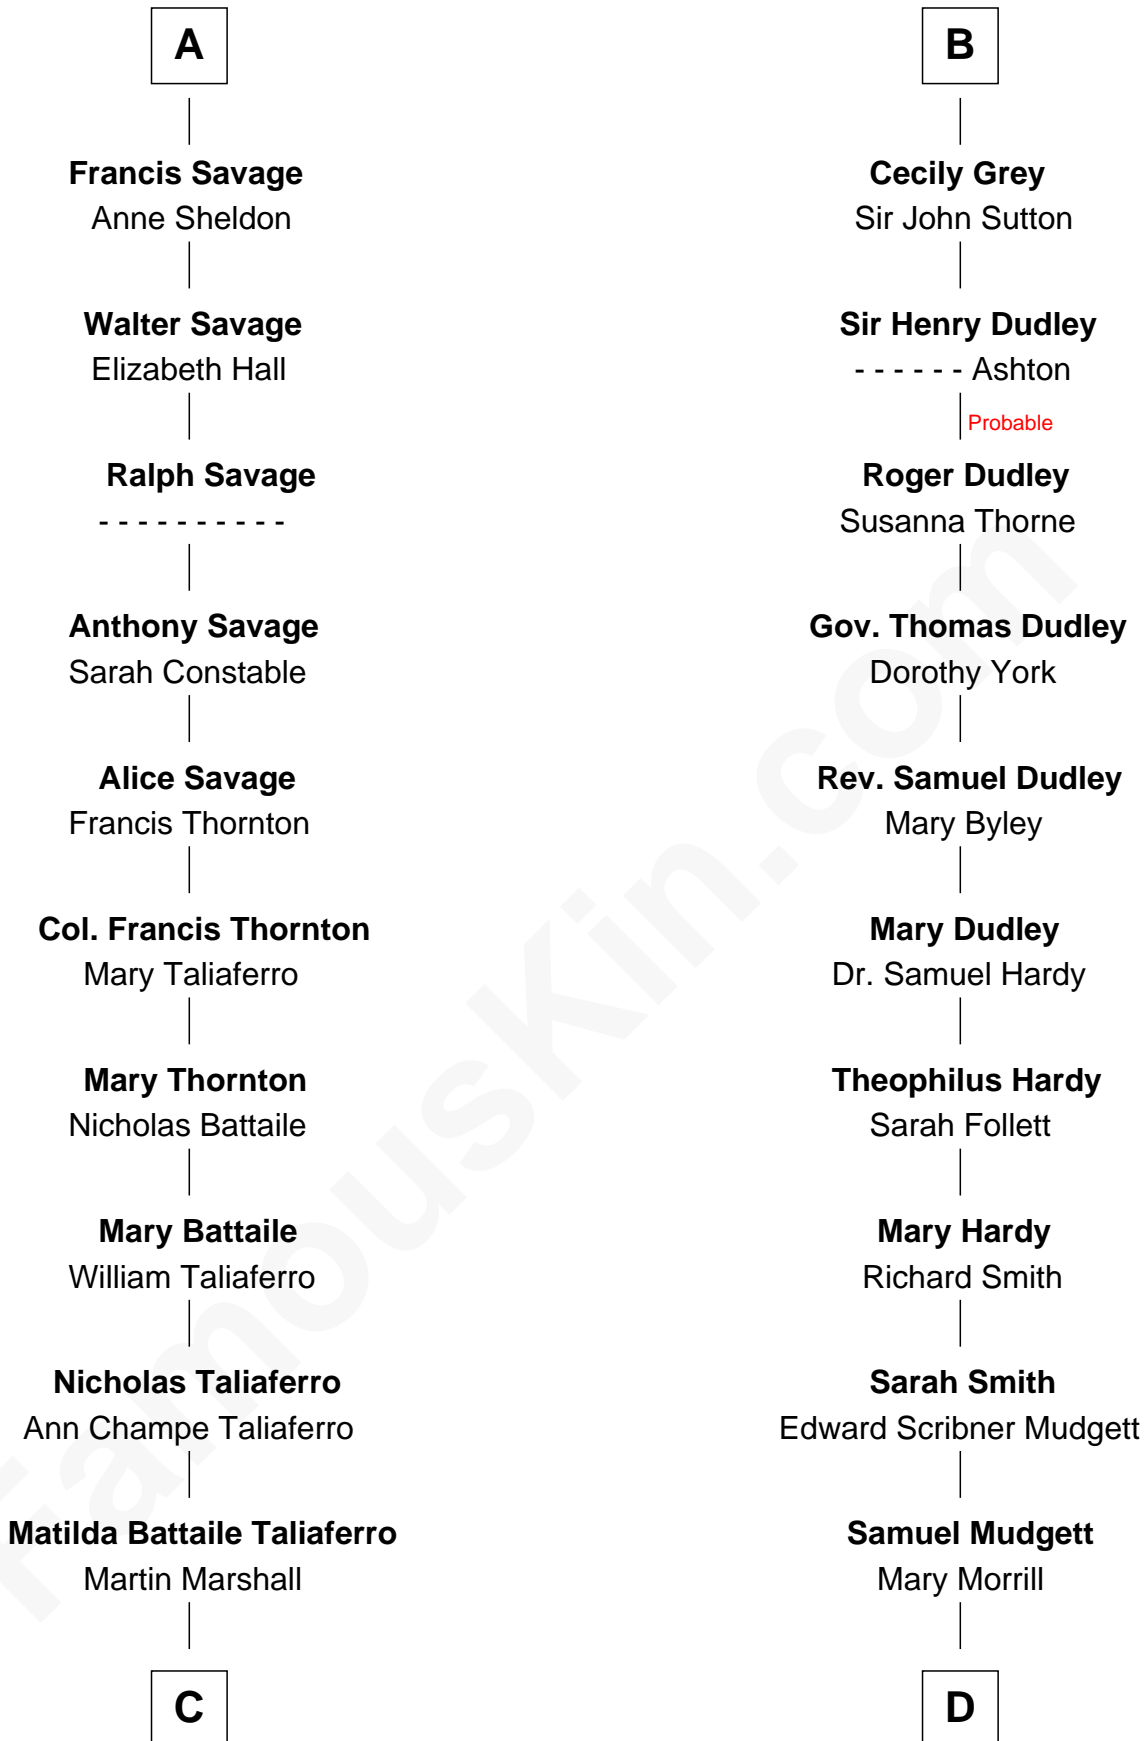 A
Francis Savage
Anne Sheldon
Walter Savage
Elizabeth Hall
Ralph Savage
- - - - - - - - - -
Anthony Savage
Sarah Constable
Alice Savage
Francis Thornton
Col. Francis Thornton
Mary Taliaferro
Mary Thornton
Nicholas Battaile
Mary Battaile
William Taliaferro
Nicholas Taliaferro
Ann Champe Taliaferro
Matilda Battaile Taliaferro
Martin Marshall
C
B
Cecily Grey
Sir John Sutton
Sir Henry Dudley
- - - - - - Ashton
Probable
Roger Dudley
Susanna Thorne
Gov. Thomas Dudley
Dorothy York
Rev. Samuel Dudley
Mary Byley
Mary Dudley
Dr. Samuel Hardy
Theophilus Hardy
Sarah Follett
Mary Hardy
Richard Smith
Sarah Smith
Edward Scribner Mudgett
Samuel Mudgett
Mary Morrill
D
FamousKin.com